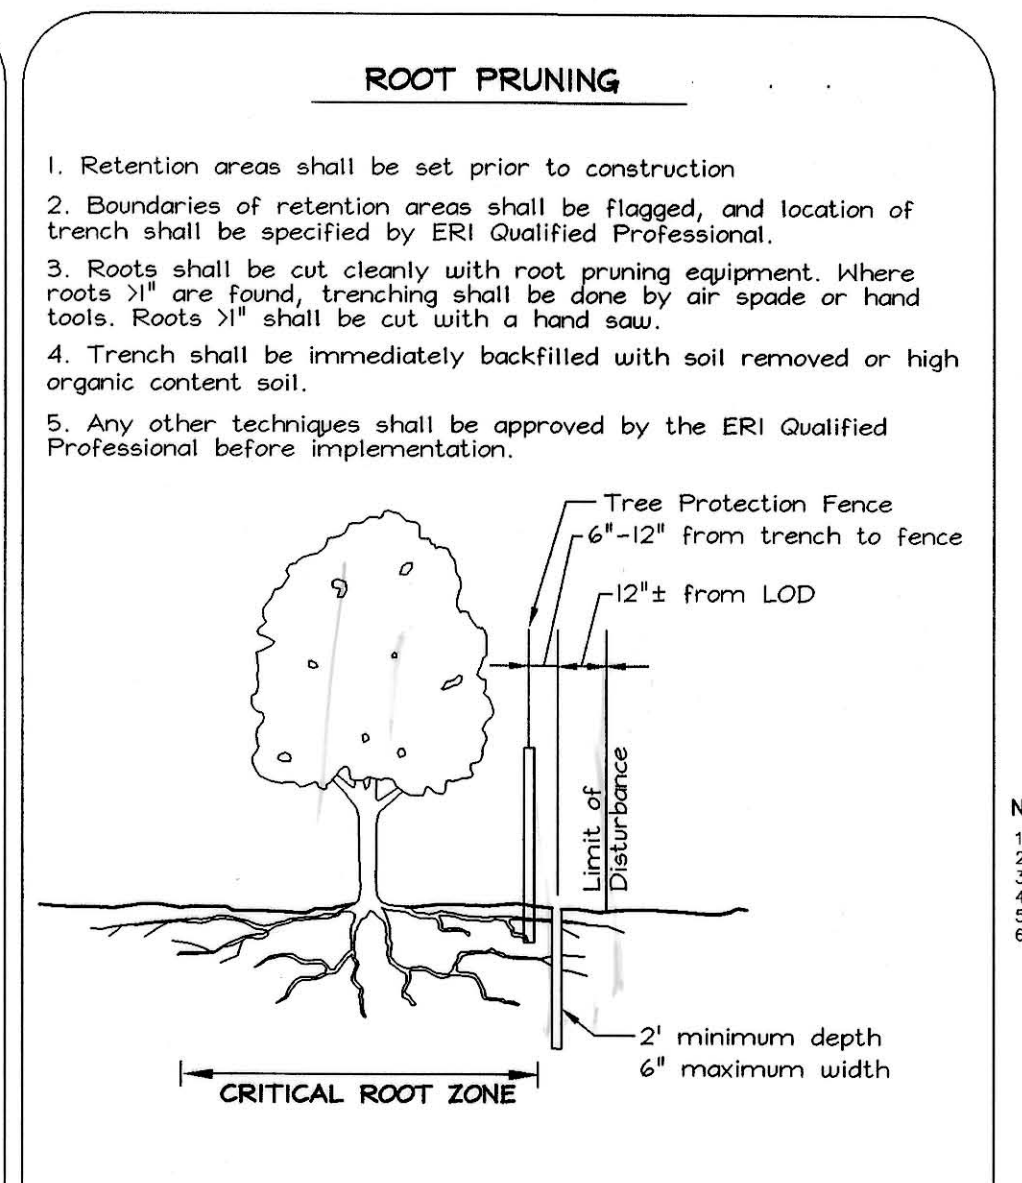 ROOT PRUNING
1. Retention areas shall be set prior to construction
2. Boundaries of retention areas shall be flagged, and location of
trench shall be specified by ERI Qualified Professional.
3. Roots shall be cut cleanly with root pruning equipment. Where
roots >1" are found, trenching shall be done by air spade or hand
tools. Roots >1" shall be cut with a hand saw.
4. Trench shall be immediately backfilled with soil removed or high
organic content soil.
5. Any other techniques shall be approved by the ERI Qualified
Professional before implementation.
Tree Protection Fence
6"-12" from trench to fence
12"± from LOD
Limit of
Disturbance
2' minimum depth
6" maximum width
CRITICAL ROOT ZONE
N
1
2
3
4
5
6